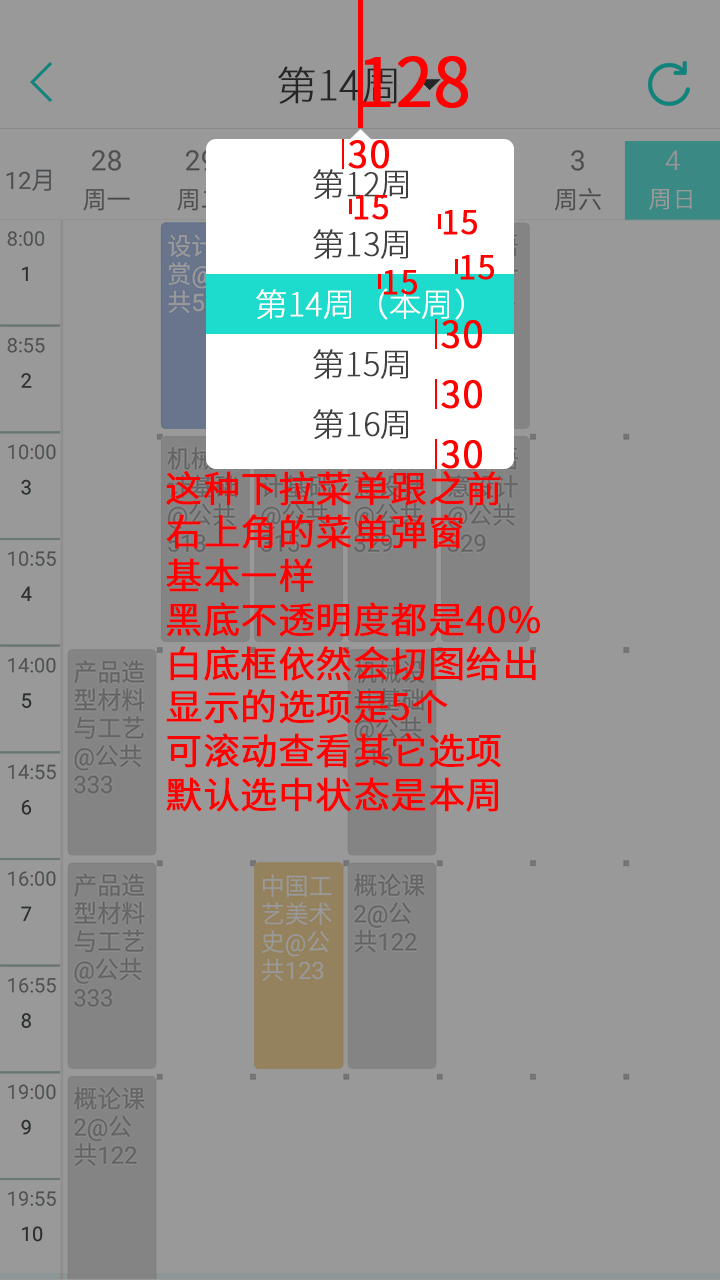 第14周
128
12月
28
周一
29
周二
3
周六
4
周日
30
第12周
15
第13周
15
15
15
第14周（本周）
30
第15周
30
第16周
30
8:00
1
8:55
2
10:00
3
10:55
4
14:00
5
14:55
6
16:00
7
16:55
8
19:00
9
19:55
10
这种下拉菜单跟之前
右上角的菜单弹窗
基本一样
黑底不透明度都是40%
白底框依然会切图给出
显示的选项是5个
可滚动查看其它选项
默认选中状态是本周
设计
赏@
共5
@公共
313
@公共
313
@公共
329
@公共
329
产品造
型材料
与工艺
@公共
333
机械设
计基础
@公共
产品造
型材料
与工艺
@公共
333
中国工
艺美术
史@公
共123
概论课
2@公
共122
概论课
2@公
共122